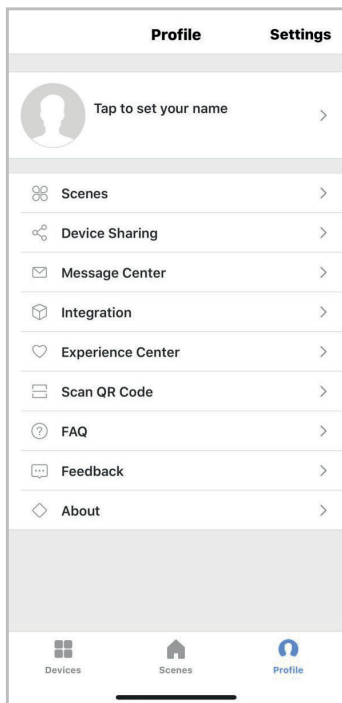 Profile Settings
Tap to set your name
Scenes
Device Sharing
Message Center
Integration
Experience Center
Scan QR Code
FAQ
Feedback
About
Devices Scenes Profile